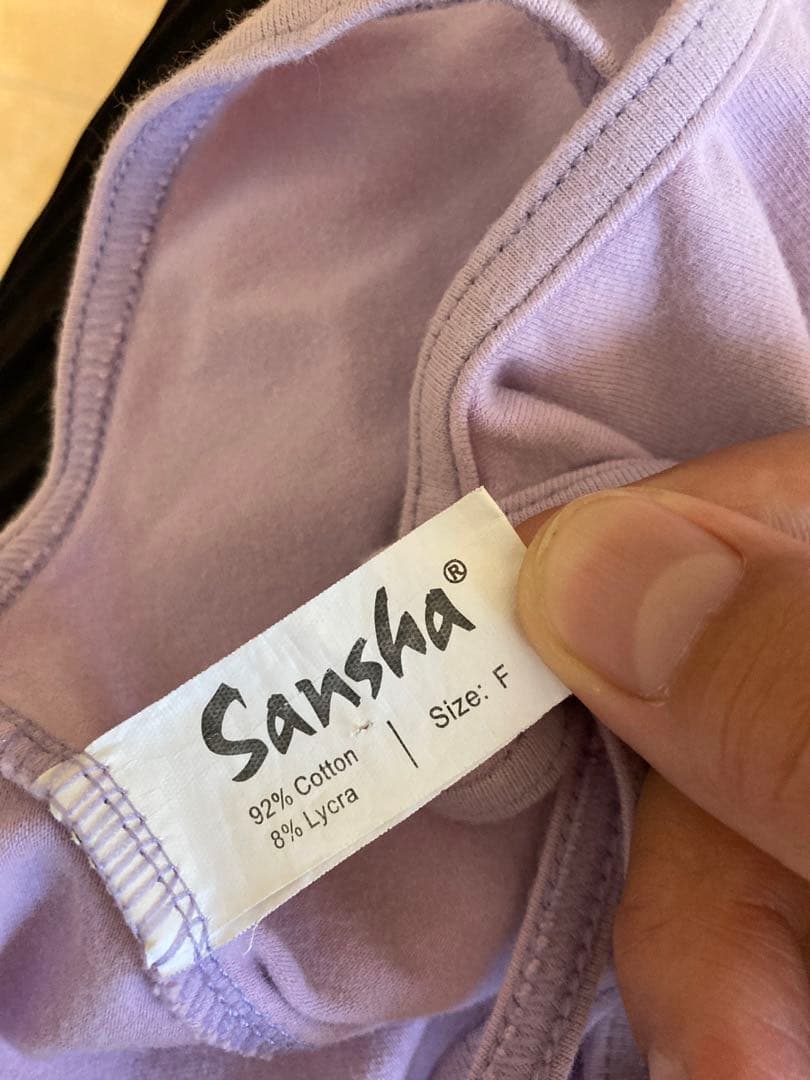 Sansha®
92% Cotton
8% Lycra
| Size: F